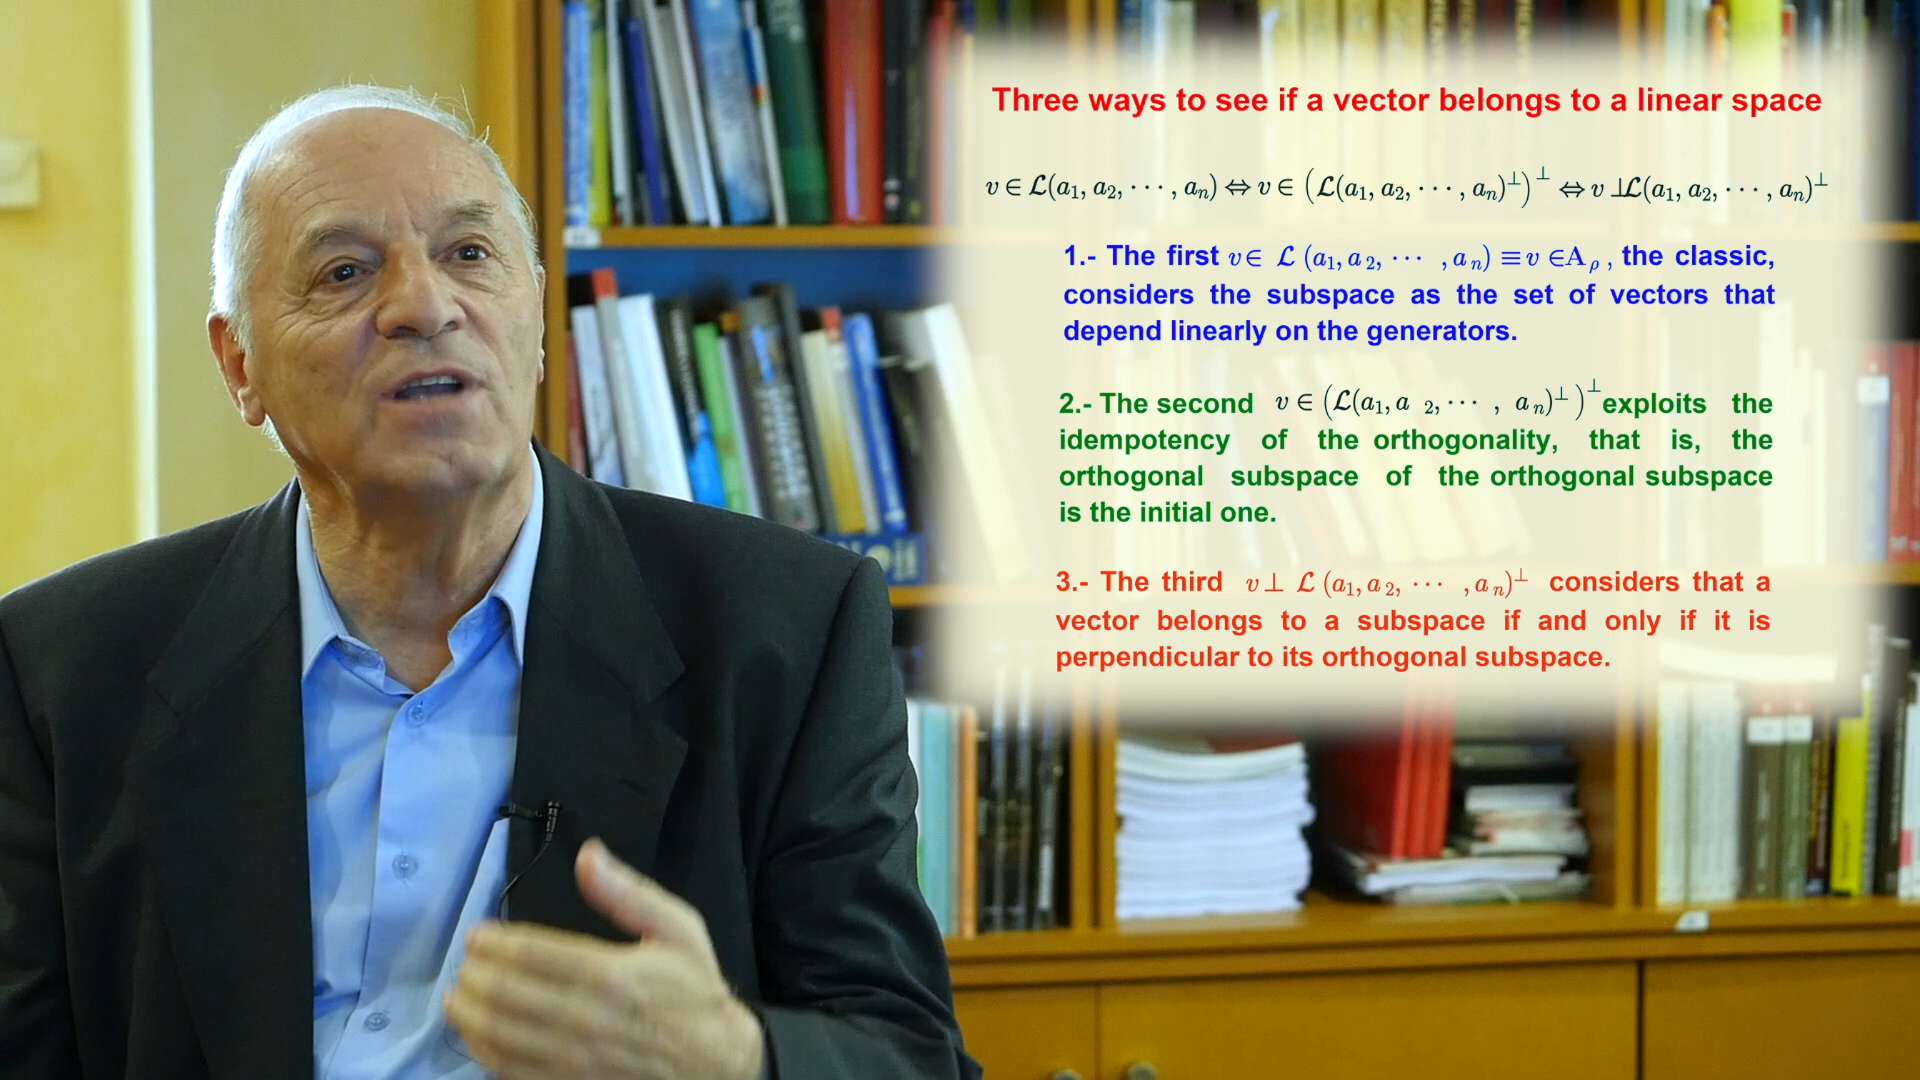 Three ways to see if a vector belongs to a linear space
v ∈ ℒ(a₁, a₂, ⋯ , aₙ) ⇔ v ∈ (ℒ(a₁, a₂, ⋯ , aₙ)^⊥)^⊥ ⇔ v ⊥ℒ(a₁, a₂, ⋯ , aₙ)^⊥
1.- The first v ∈ ℒ (a₁, a₂, ⋯ , aₙ) ≡ v ∈A_ρ , the classic,
considers the subspace as the set of vectors that
depend linearly on the generators.
2.- The second v ∈ (ℒ(a₁, a ₂, ⋯ , aₙ)^⊥)^⊥ exploits the
idempotency of the orthogonality, that is, the
orthogonal subspace of the orthogonal subspace
is the initial one.
3.- The third v ⊥ ℒ (a₁, a₂, ⋯ , aₙ)^⊥ considers that a
vector belongs to a subspace if and only if it is
perpendicular to its orthogonal subspace.